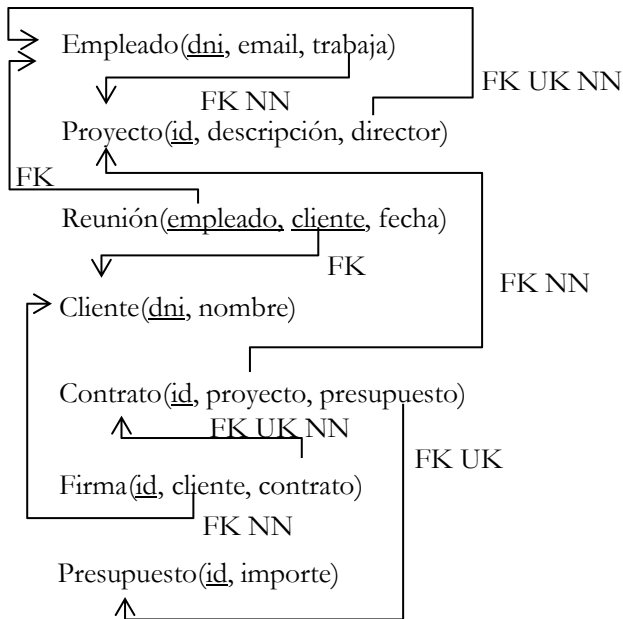 Empleado(dni, email, trabaja)
FK UK NN
FK NN
Proyecto(id, descripción, director)
FK
Reunión(empleado, cliente, fecha)
FK
FK NN
Cliente(dni, nombre)
Contrato(id, proyecto, presupuesto)
FK UK NN
FK UK
Firma(id, cliente, contrato)
FK NN
Presupuesto(id, importe)